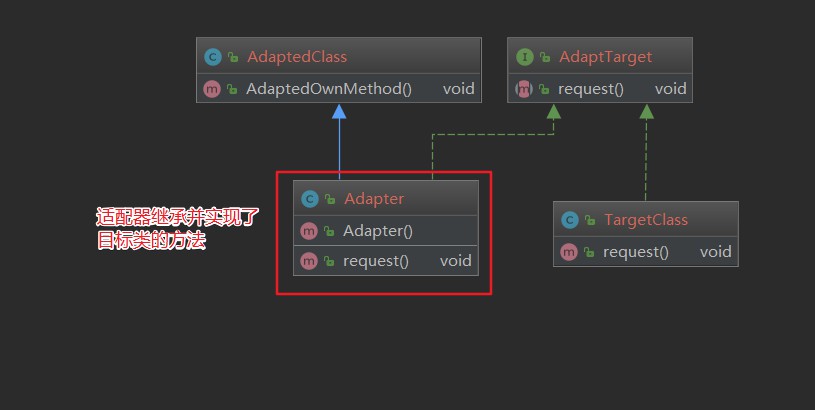 C AdaptedClass
m AdaptedOwnMethod() void
I AdaptTarget
m request() void
适配器继承并实现了
目标类的方法
C Adapter
m Adapter()
m request() void
C TargetClass
m request() void